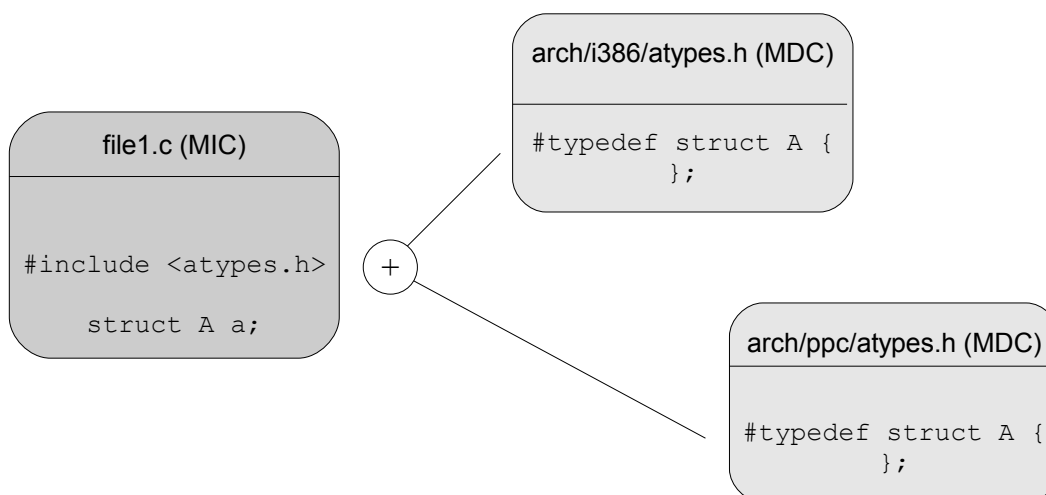 arch/i386/atypes.h (MDC)
#typedef struct A {
};
file1.c (MIC)
#include <atypes.h>
struct A a;
+
arch/ppc/atypes.h (MDC)
#typedef struct A {
};